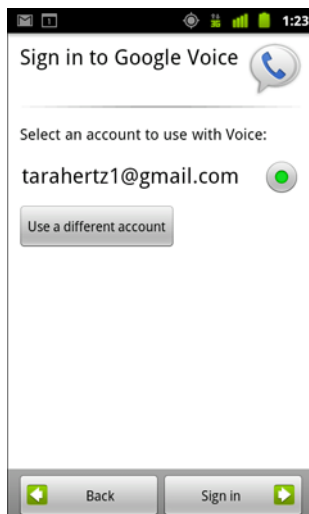 1:23
Sign in to Google Voice
Select an account to use with Voice:
tarahertz1@gmail.com
Use a different account
Back
Sign in